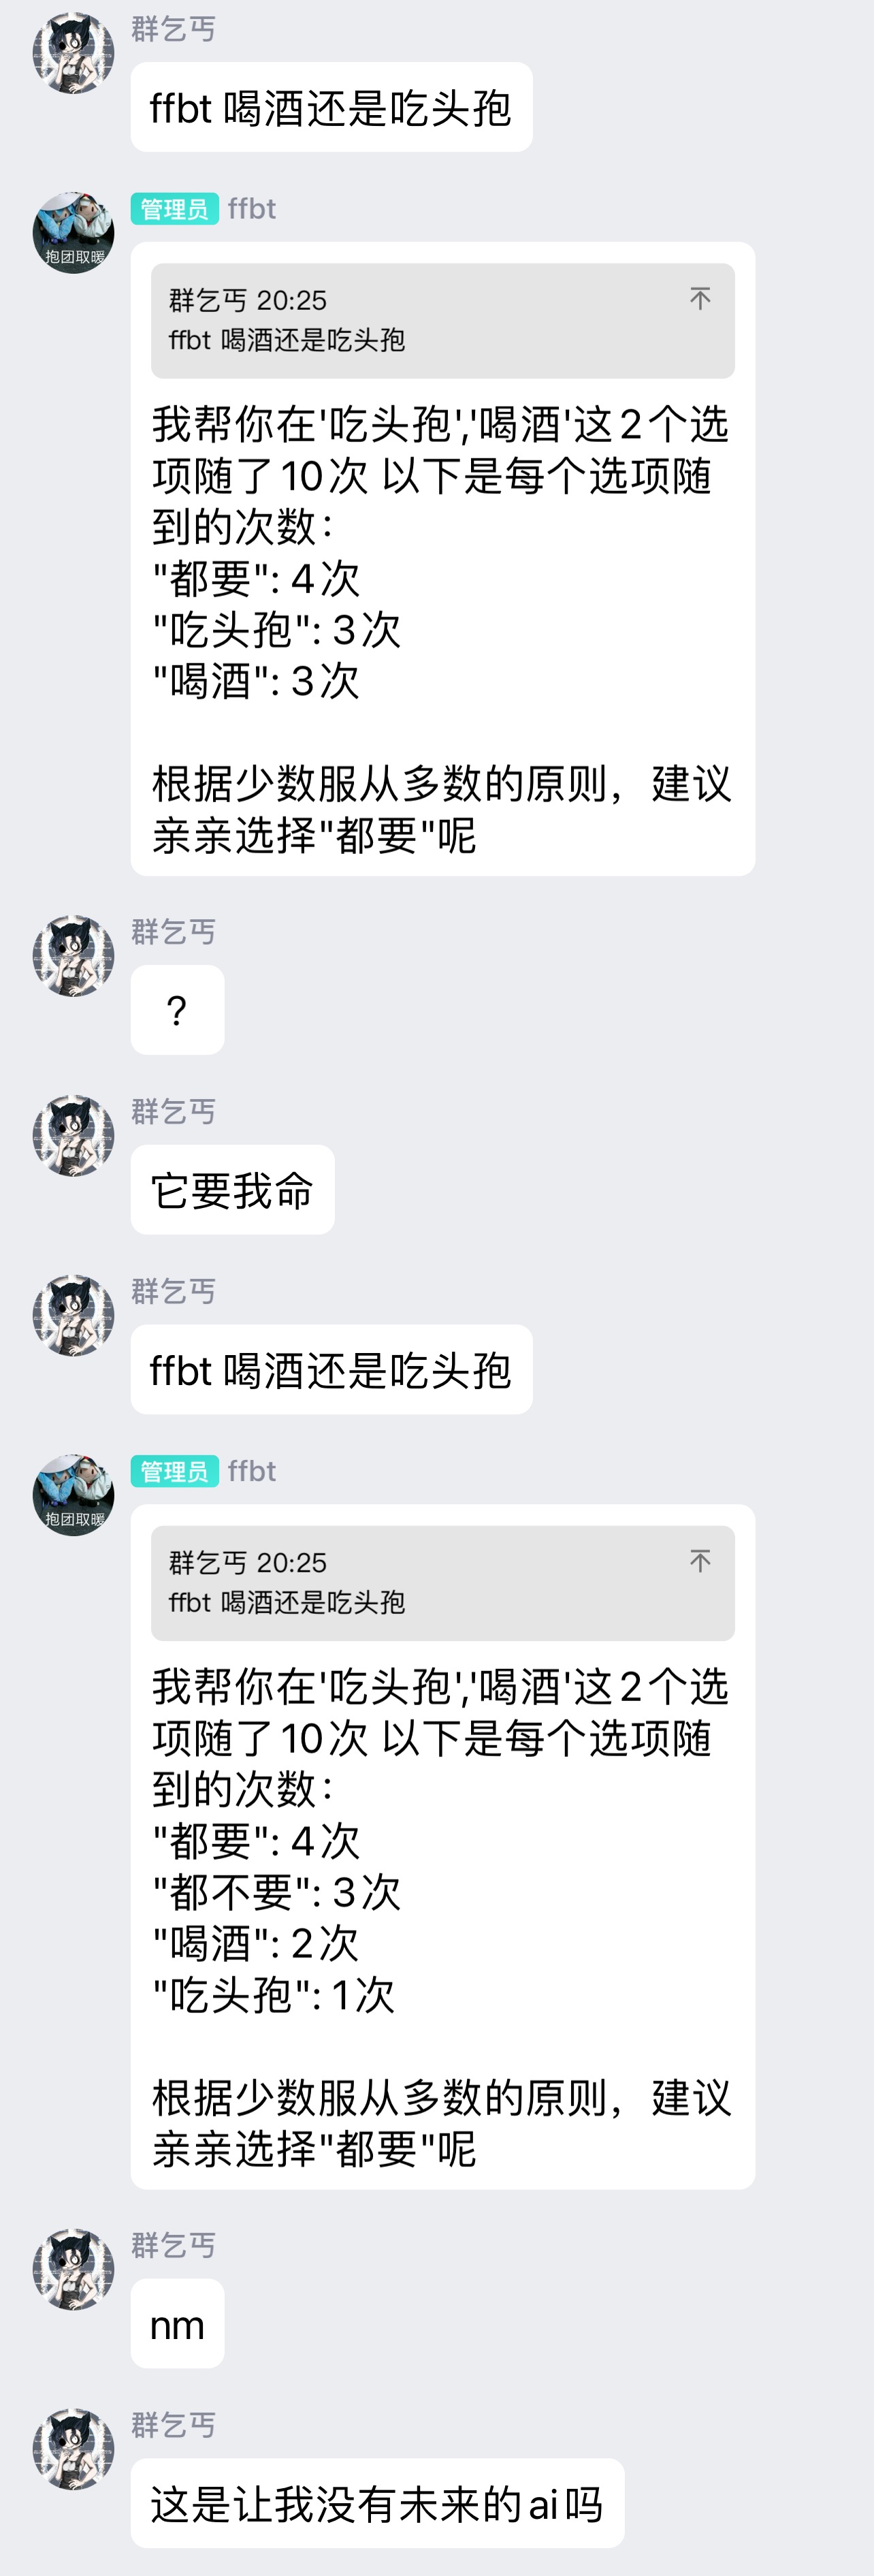 群乞丐
ffbt 喝酒还是吃头孢
管理员 ffbt
抱团取暖
群乞丐 20:25
ffbt 喝酒还是吃头孢
我帮你在'吃头孢','喝酒'这2个选
项随了10次 以下是每个选项随
到的次数：
"都要": 4次
"吃头孢": 3次
"喝酒": 3次
根据少数服从多数的原则，建议
亲亲选择"都要"呢
群乞丐
?
群乞丐
它要我命
群乞丐
ffbt 喝酒还是吃头孢
管理员 ffbt
抱团取暖
群乞丐 20:25
ffbt 喝酒还是吃头孢
我帮你在'吃头孢','喝酒'这2个选
项随了10次 以下是每个选项随
到的次数：
"都要": 4次
"都不要": 3次
"喝酒": 2次
"吃头孢": 1次
根据少数服从多数的原则，建议
亲亲选择"都要"呢
群乞丐
nm
群乞丐
这是让我没有未来的ai吗